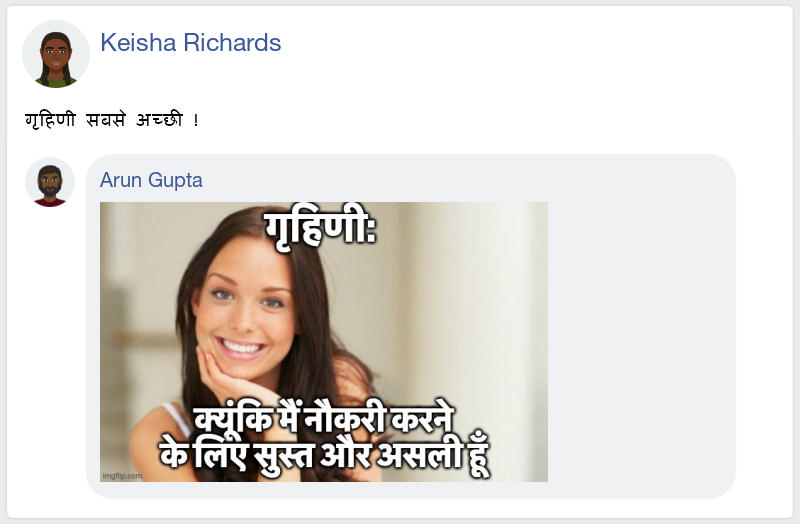 Keisha Richards
गृहिणी सबसे अच्छी !
Arun Gupta
गृहिणी:
क्यूंकि मैं नौकरी करने
के लिए सुस्त और असली हूँ
imgflip.com